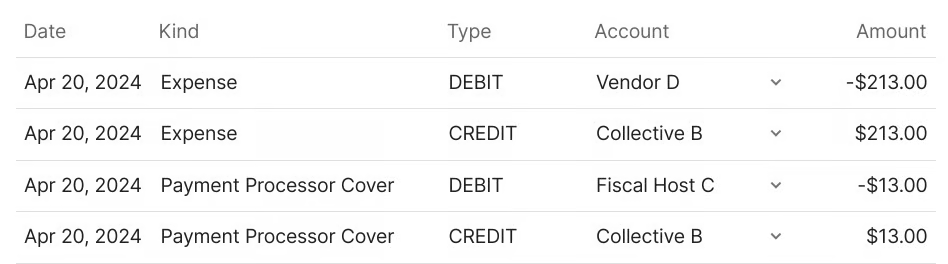 Date Kind Type Account Amount
Apr 20, 2024 Expense DEBIT Vendor D -$213.00
Apr 20, 2024 Expense CREDIT Collective B $213.00
Apr 20, 2024 Payment Processor Cover DEBIT Fiscal Host C -$13.00
Apr 20, 2024 Payment Processor Cover CREDIT Collective B $13.00